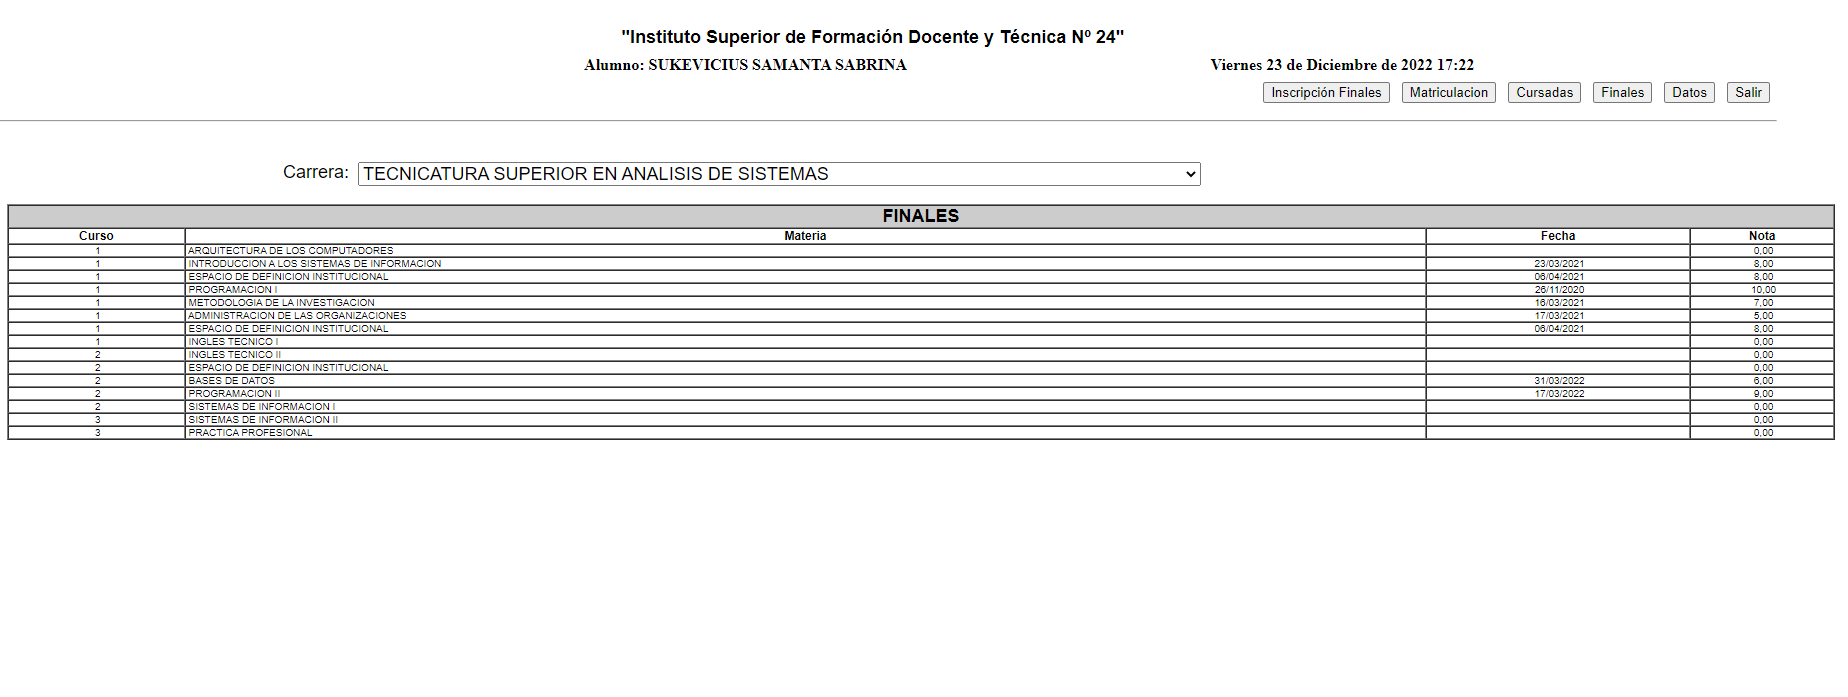 "Instituto Superior de Formación Docente y Técnica Nº 24"
Alumno: SUKEVICIUS SAMANTA SABRINA Viernes 23 de Diciembre de 2022 17:22
Inscripción Finales Matriculacion Cursadas Finales Datos Salir
Carrera: TECNICATURA SUPERIOR EN ANALISIS DE SISTEMAS
FINALES
Curso Materia Fecha Nota
1 ARQUITECTURA DE LOS COMPUTADORES 0,00
1 INTRODUCCION A LOS SISTEMAS DE INFORMACION 23/03/2021 8,00
1 ESPACIO DE DEFINICION INSTITUCIONAL 06/04/2021 8,00
1 PROGRAMACION I 26/11/2020 10,00
1 METODOLOGIA DE LA INVESTIGACION 16/03/2021 7,00
1 ADMINISTRACION DE LAS ORGANIZACIONES 17/03/2021 5,00
1 ESPACIO DE DEFINICION INSTITUCIONAL 06/04/2021 8,00
1 INGLES TECNICO I 0,00
2 INGLES TECNICO II 0,00
2 ESPACIO DE DEFINICION INSTITUCIONAL 0,00
2 BASES DE DATOS 31/03/2022 6,00
2 PROGRAMACION II 17/03/2022 9,00
2 SISTEMAS DE INFORMACION I 0,00
3 SISTEMAS DE INFORMACION II 0,00
3 PRACTICA PROFESIONAL 0,00